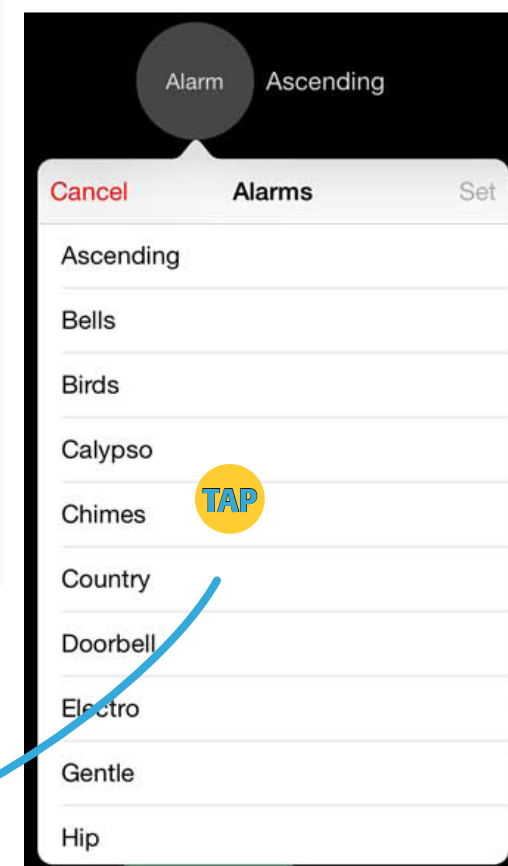 Alarm Ascending
Cancel Alarms Set
Ascending
Bells
Birds
Calypso
TAP
Chimes
Country
Doorbell
Electro
Gentle
Hip